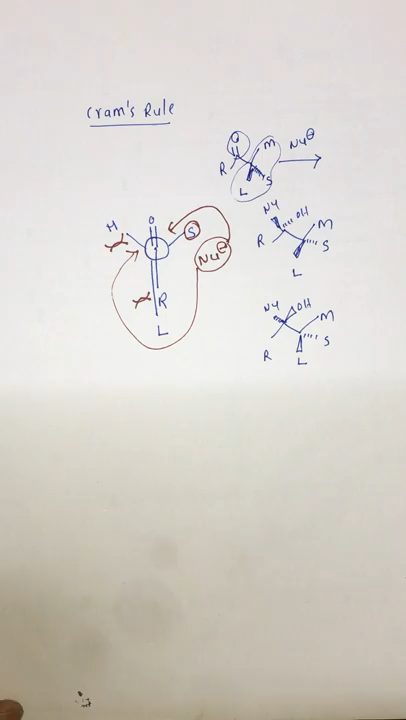 Cram's Rule
O
R M
L S
Nu⊖
Nu OH
R M
S
L
O
M S
Nu⊖
R
L
Nu OH
M
R S
L